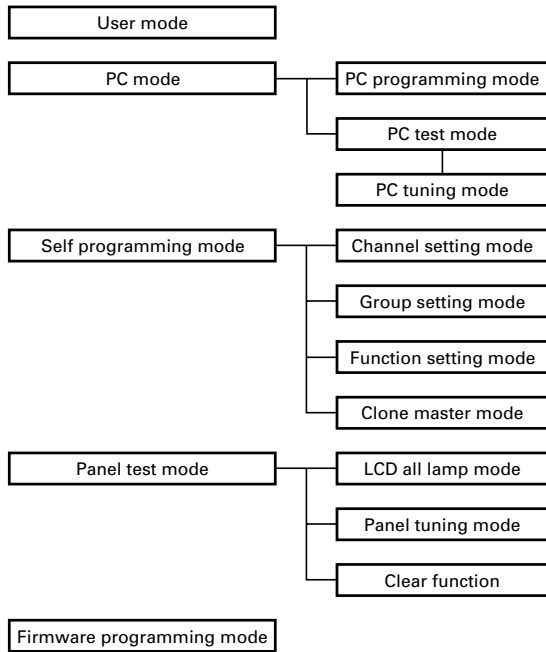 User mode
PC mode
PC programming mode
PC test mode
PC tuning mode
Self programming mode
Channel setting mode
Group setting mode
Function setting mode
Clone master mode
Panel test mode
LCD all lamp mode
Panel tuning mode
Clear function
Firmware programming mode